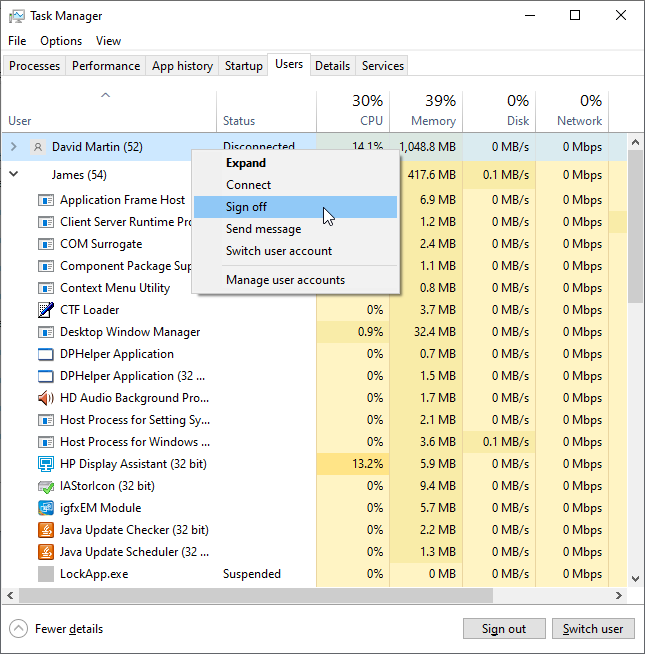 Task Manager
File Options View
Processes Performance App history Startup Users Details Services
30% 39% 0% 0%
User Status CPU Memory Disk Network
David Martin (52) Disconnected 14.1% 1,048.8 MB 0 MB/s 0 Mbps
James (54) 417.6 MB 0.1 MB/s 0 Mbps
Application Frame Host 6.9 MB 0 MB/s 0 Mbps
Client Server Runtime Pro 1.2 MB 0 MB/s 0 Mbps
COM Surrogate 2.4 MB 0 MB/s 0 Mbps
Component Package Sup 1.1 MB 0 MB/s 0 Mbps
Context Menu Utility 0.8 MB 0 MB/s 0 Mbps
Expand
Connect
Sign off
Send message
Switch user account
Manage user accounts
CTF Loader 0% 3.7 MB 0 MB/s 0 Mbps
Desktop Window Manager 0.9% 32.4 MB 0 MB/s 0 Mbps
DPHelper Application 0% 0.7 MB 0 MB/s 0 Mbps
DPHelper Application (32 ... 0% 1.5 MB 0 MB/s 0 Mbps
HD Audio Background Pro... 0% 1.7 MB 0 MB/s 0 Mbps
Host Process for Setting Sy... 0% 2.1 MB 0 MB/s 0 Mbps
Host Process for Windows ... 0% 3.6 MB 0.1 MB/s 0 Mbps
HP Display Assistant (32 bit) 13.2% 5.9 MB 0 MB/s 0 Mbps
IAStorIcon (32 bit) 0% 9.4 MB 0 MB/s 0 Mbps
igfxEM Module 0% 5.7 MB 0 MB/s 0 Mbps
Java Update Checker (32 bit) 0% 2.2 MB 0 MB/s 0 Mbps
Java Update Scheduler (32 bit) 0% 1.3 MB 0 MB/s 0 Mbps
LockApp.exe Suspended 0% 0 MB 0 MB/s 0 Mbps
Fewer details Sign out Switch user